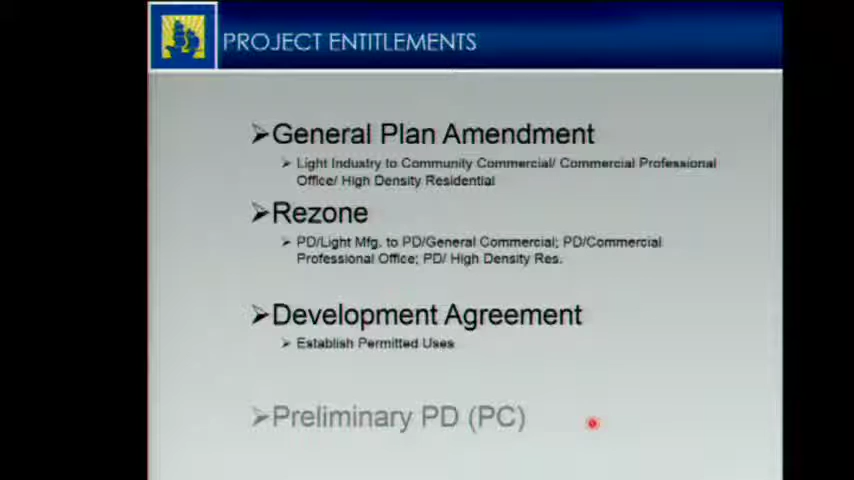 PROJECT ENTITLEMENTS
General Plan Amendment
Light Industry to Community Commercial/ Commercial Professional
Office/ High Density Residential
Rezone
PD/Light Mfg. to PD/General Commercial; PD/Commercial
Professional Office; PD/ High Density Res.
Development Agreement
Establish Permitted Uses
Preliminary PD (PC)